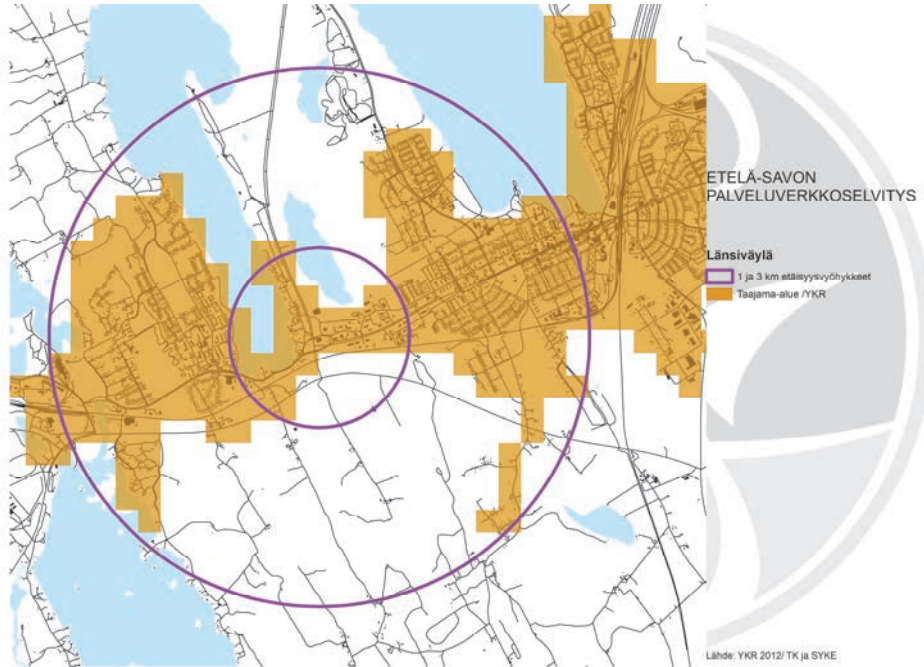 ETELÄ-SAVON
PALVELUVERKKOSELVITYS
Länsiväylä
1 ja 3 km etäisyysvyöhykkeet
Taajama-alue /YKR
Lähde: YKR 2012/ TK ja SYKE